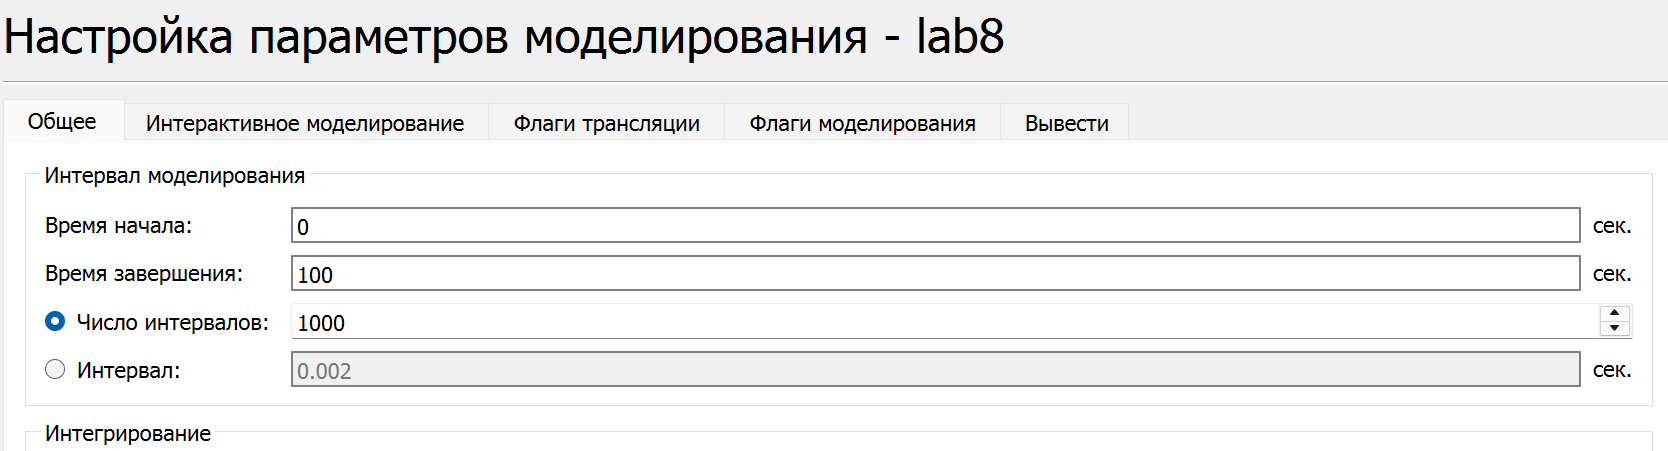 Настройка параметров моделирования - lab8
Общее Интерактивное моделирование Флаги трансляции Флаги моделирования Вывести
Интервал моделирования
Время начала: 0 сек.
Время завершения: 100 сек.
Число интервалов: 1000
Интервал: 0.002 сек.
Интегрирование